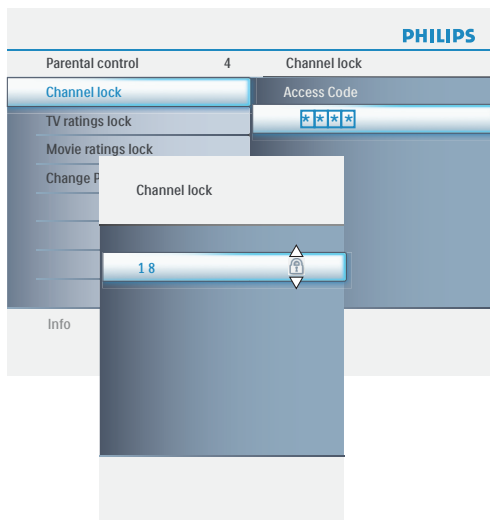 PHILIPS
Parental control 4 Channel lock
Channel lock Access Code
TV ratings lock ****
Movie ratings lock
Change P
Channel lock
18
Info